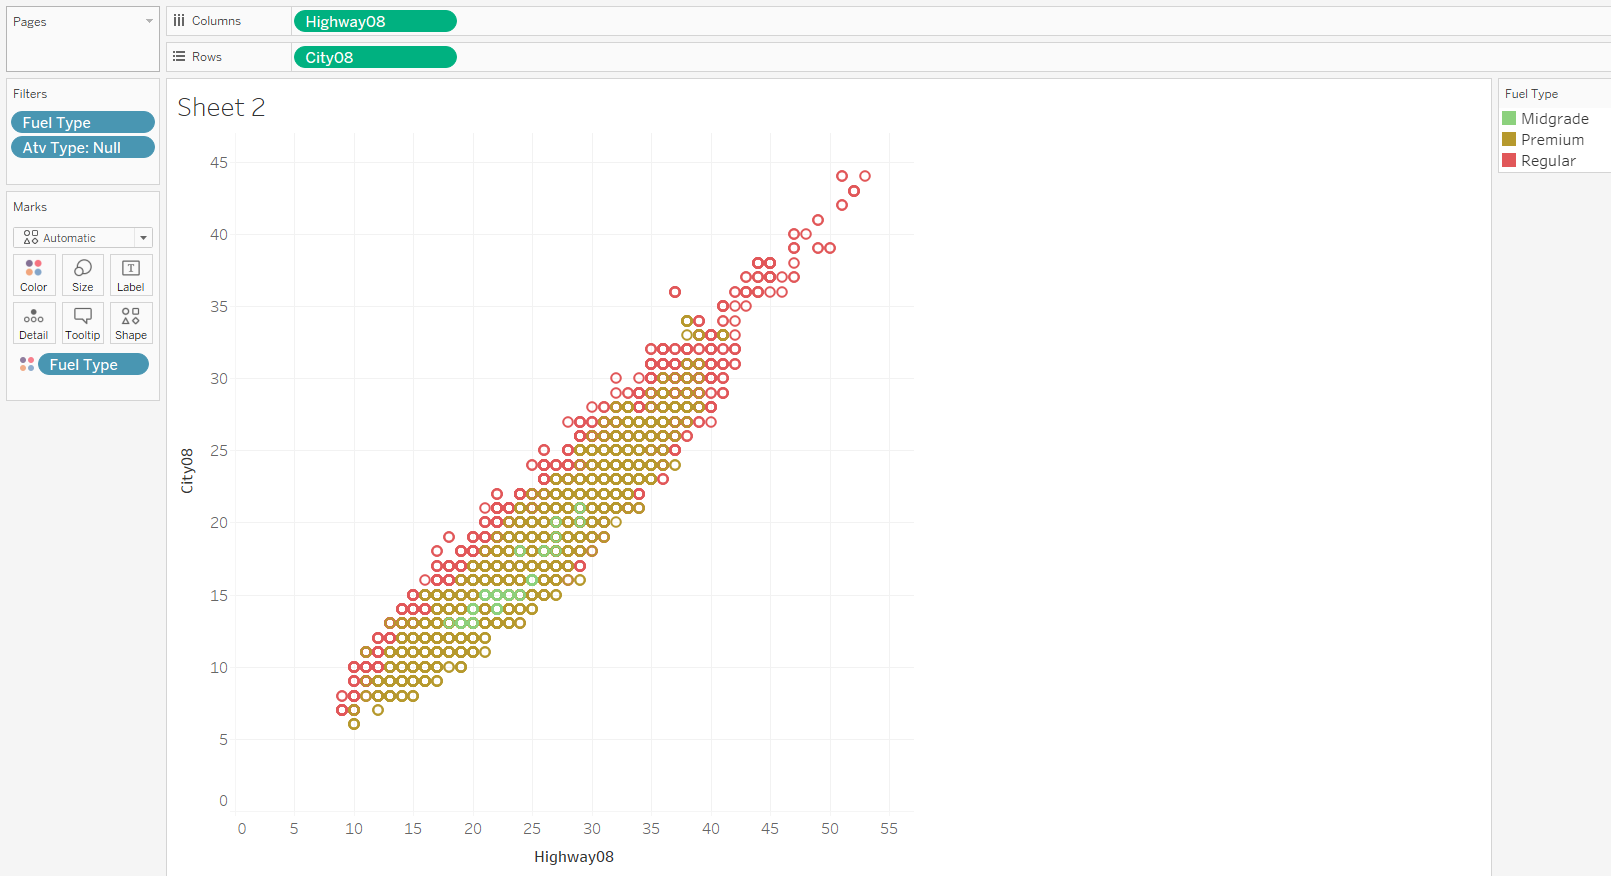 Pages
Columns
Highway08
Rows
City08
Filters
Fuel Type
Atv Type: Null
Marks
Automatic
Color
Size
T
Label
Detail
Tooltip
Shape
Fuel Type
Sheet 2
45
40
35
30
25
20
15
10
5
0
City08
0 5 10 15 20 25 30 35 40 45 50 55
Highway08
Fuel Type
Midgrade
Premium
Regular